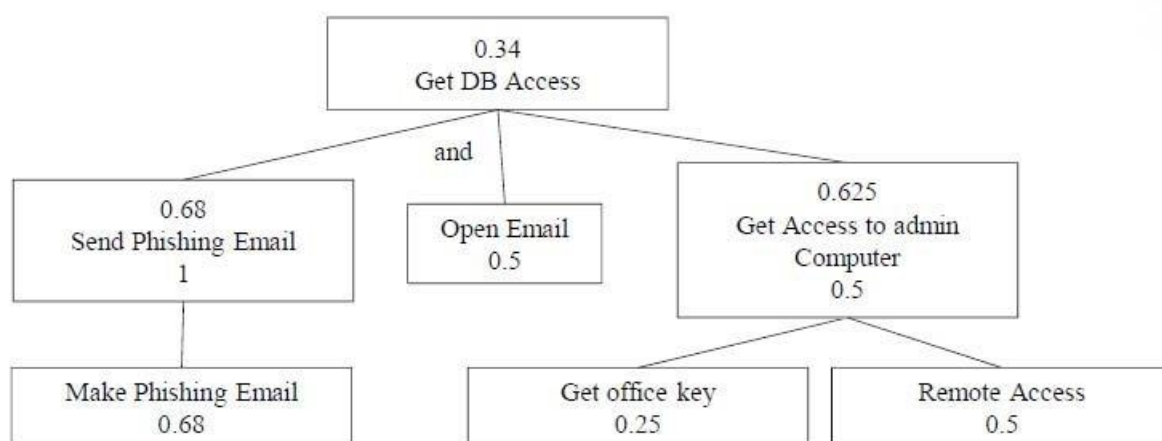 0.34
Get DB Access
and
0.68
Send Phishing Email
1
Open Email
0.5
0.625
Get Access to admin
Computer
0.5
Make Phishing Email
0.68
Get office key
0.25
Remote Access
0.5